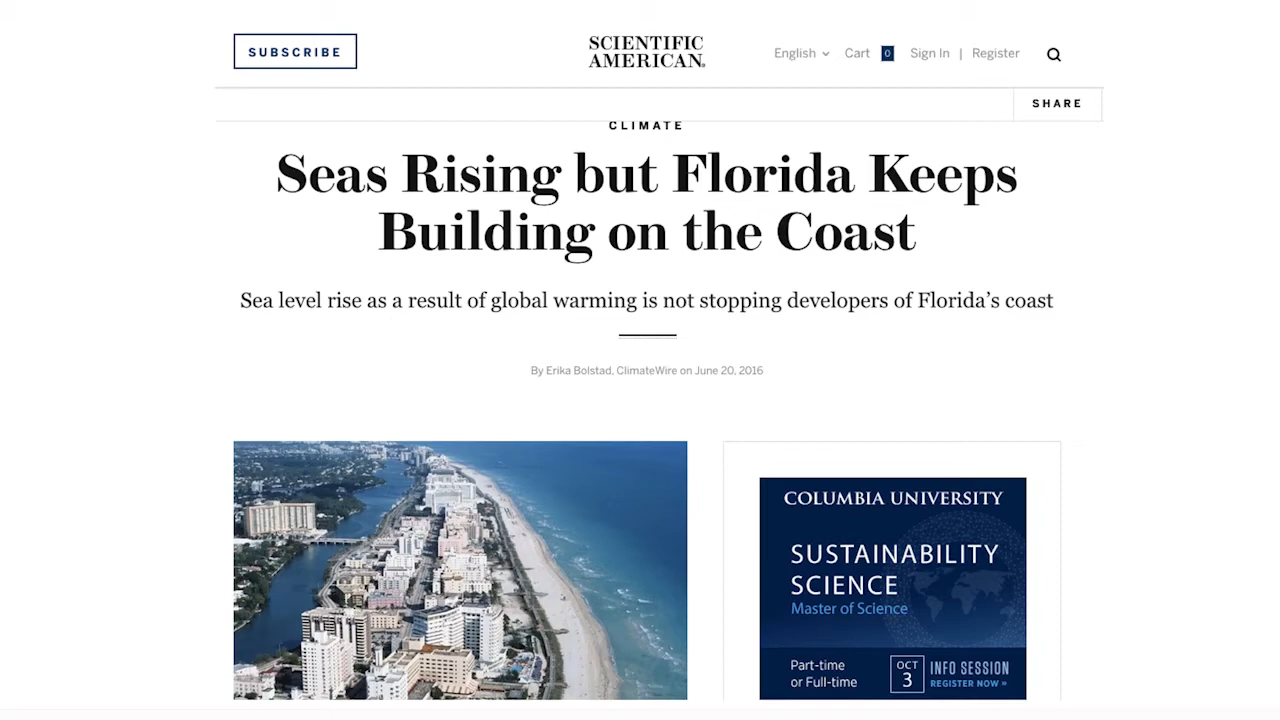 SUBSCRIBE
SCIENTIFIC
AMERICAN®
English
Cart 0
Sign In | Register
SHARE
CLIMATE
Seas Rising but Florida Keeps
Building on the Coast
Sea level rise as a result of global warming is not stopping developers of Florida’s coast
By Erika Bolstad, ClimateWire on June 20, 2016
COLUMBIA UNIVERSITY
SUSTAINABILITY
SCIENCE
Master of Science
Part-time
or Full-time
OCT
3
INFO SESSION
REGISTER NOW »